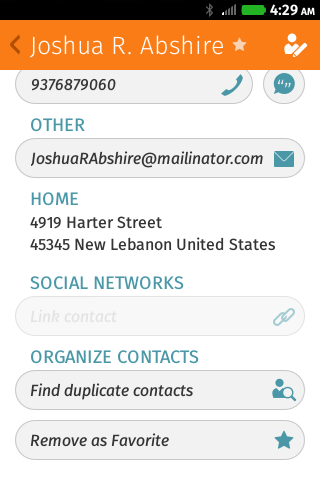 4:29 AM
Joshua R. Abshire
9376879060
OTHER
JoshuaRAbshire@mailinator.com
HOME
4919 Harter Street
45345 New Lebanon United States
SOCIAL NETWORKS
Link contact
ORGANIZE CONTACTS
Find duplicate contacts
Remove as Favorite